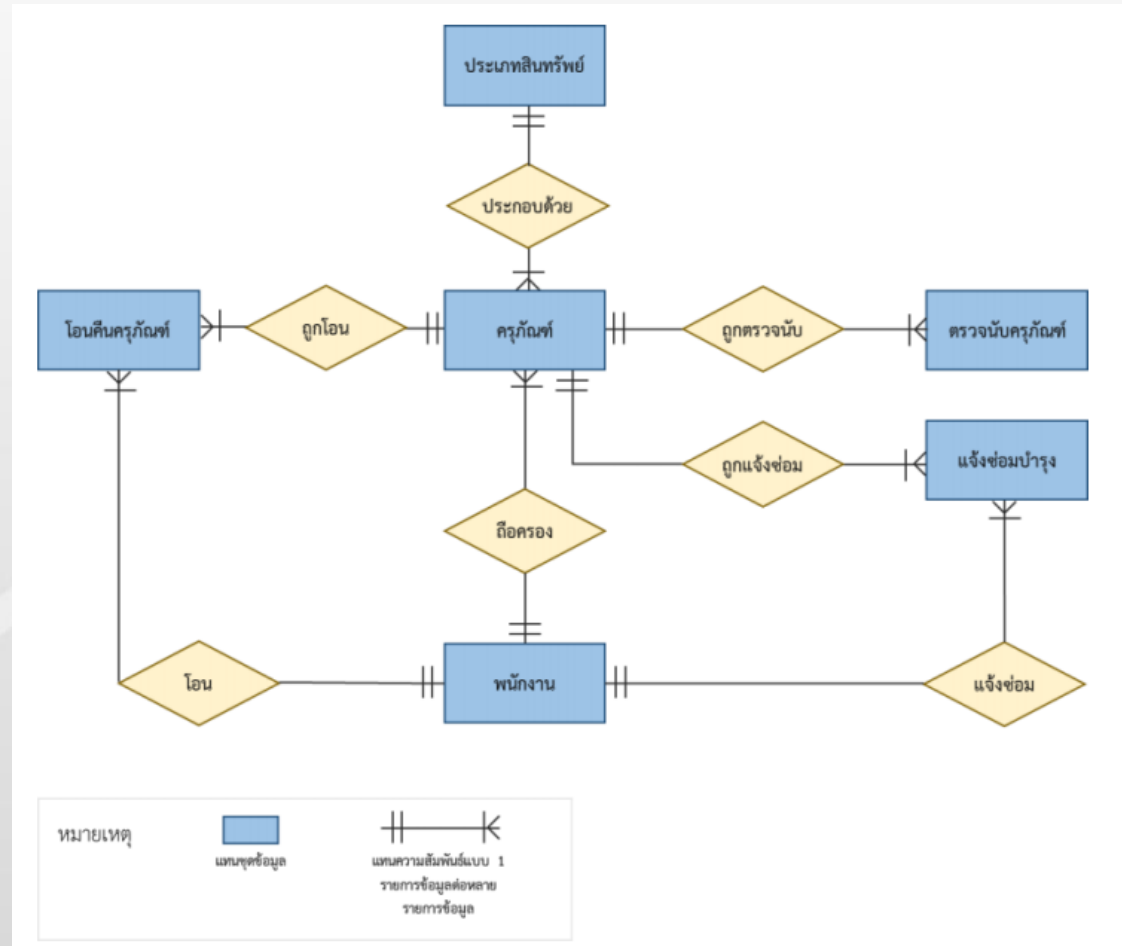 ประเภทสินทรัพย์
ประกอบด้วย
โอนคืนครุภัณฑ์
ถูกโอน
ครุภัณฑ์
ถูกตรวจนับ
ตรวจนับครุภัณฑ์
ถูกแจ้งซ่อม
แจ้งซ่อมบำรุง
ถือครอง
โอน
พนักงาน
แจ้งซ่อม
หมายเหตุ
แทนชุดข้อมูล
แทนความสัมพันธ์แบบ 1
รายการข้อมูลต่อหลาย
รายการข้อมูล